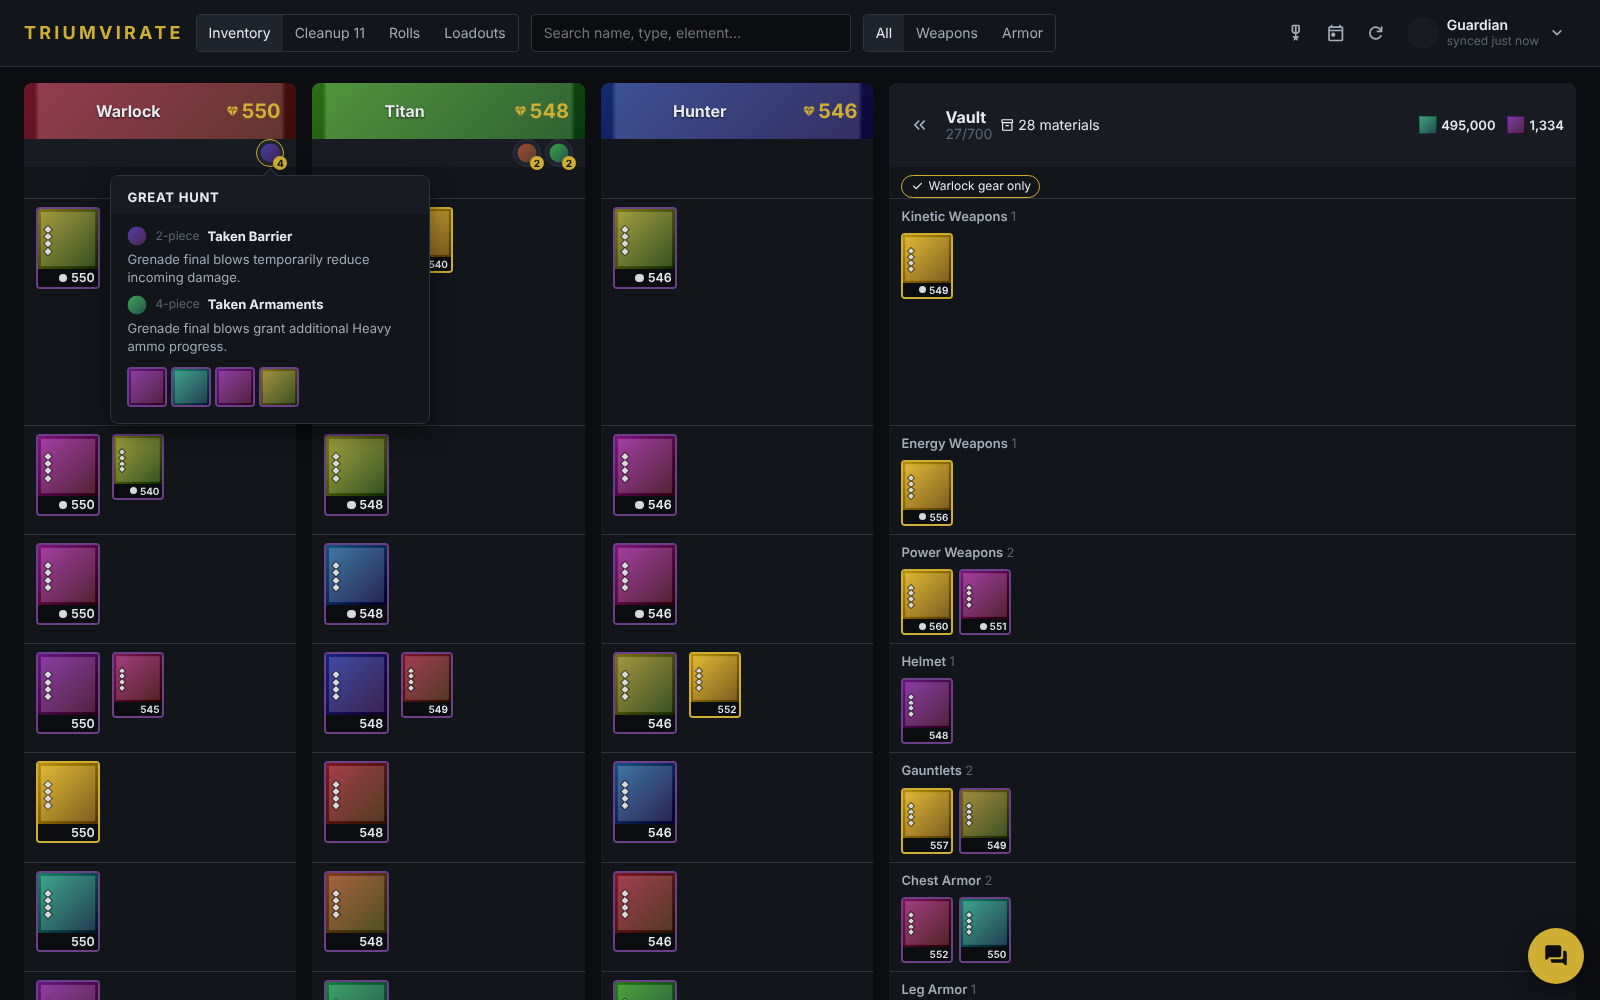 TRIUMVIRATE
Inventory
Cleanup 11
Rolls
Loadouts
Search name, type, element...
All
Weapons
Armor
Guardian
synced just now
Warlock
550
4
Titan
548
2
2
Hunter
546
Vault
27/700
28 materials
495,000
1,334
Warlock gear only
GREAT HUNT
2-piece Taken Barrier
Grenade final blows temporarily reduce
incoming damage.
4-piece Taken Armaments
Grenade final blows grant additional Heavy
ammo progress.
550
540
546
Kinetic Weapons 1
549
550
540
548
546
Energy Weapons 1
556
550
548
546
Power Weapons 2
560
551
550
545
548
549
546
552
Helmet 1
548
550
548
546
Gauntlets 2
557
549
550
548
546
Chest Armor 2
552
550
Leg Armor 1